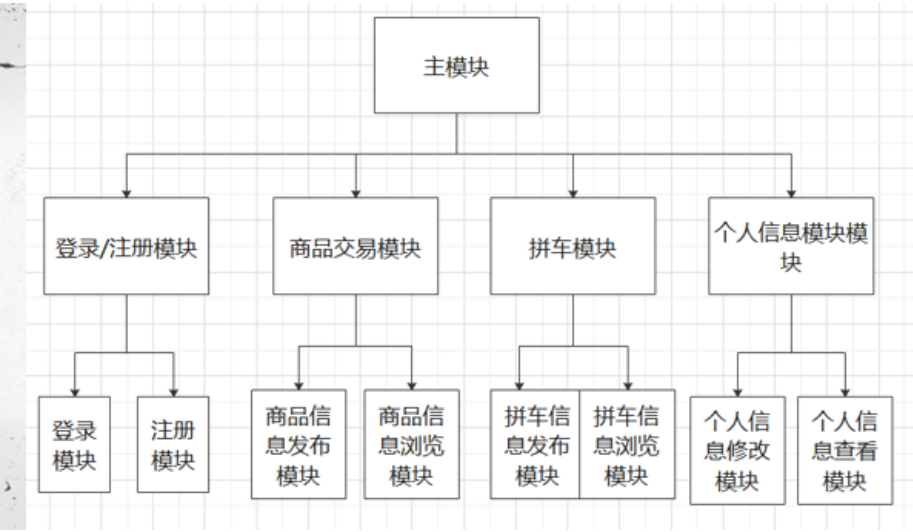 主模块
登录/注册模块
商品交易模块
拼车模块
个人信息模块模
块
登录
模块
注册
模块
商品信
息发布
模块
商品信
息浏览
模块
拼车信
息发布
模块
拼车信
息浏览
模块
个人信
息修改
模块
个人信
息查看
模块